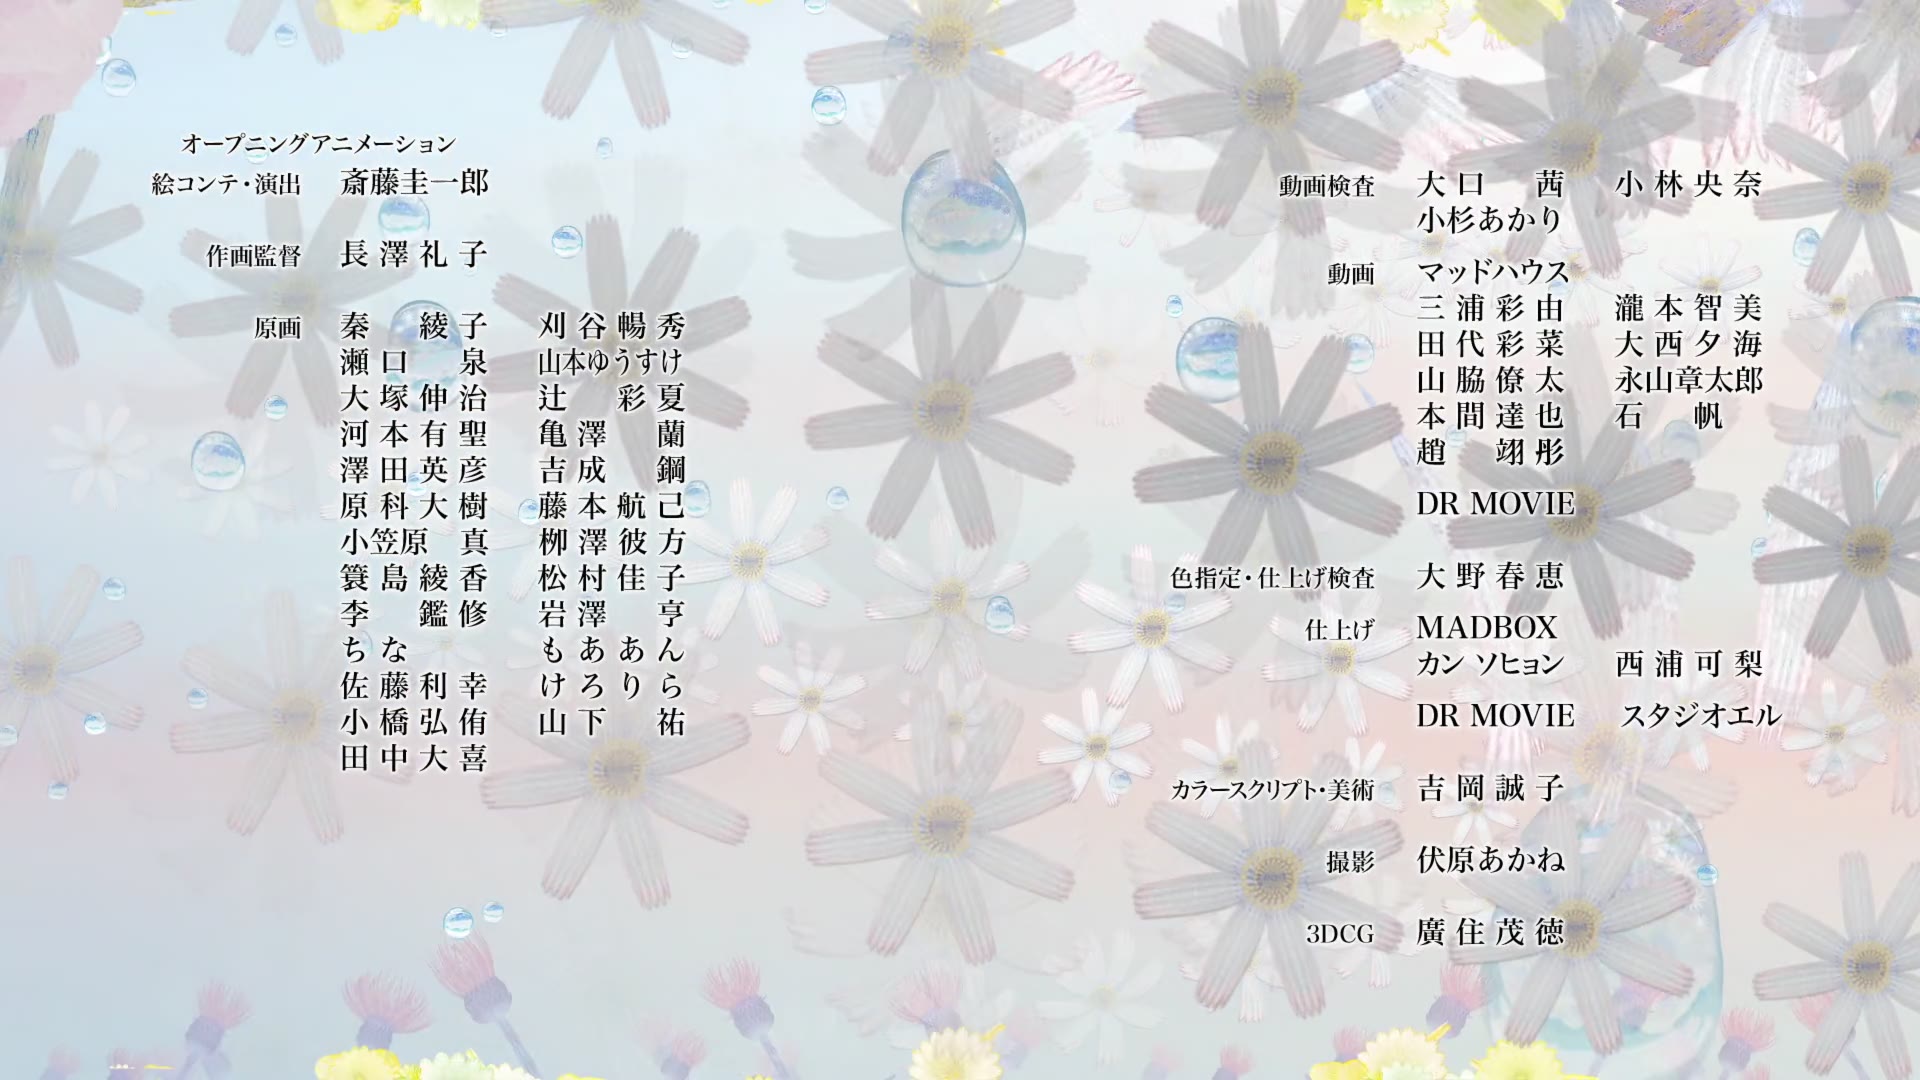 オープニングアニメーション
絵コンテ・演出 斎藤圭一郎
作画監督 長澤礼子
原画 秦 綾子 刈谷暢秀
瀬口 泉 山本ゆうすけ
大塚伸治 辻 彩夏
河本有聖 亀澤 蘭
澤田英彦 吉成 鋼
原科大樹 藤本航己
小笠原 真 柳澤彼方
簑島綾香 松村佳子
李 鑑修 岩澤 亨
ちな もああん
佐藤利幸 けろりら
小橋弘侑 山下 祐
田中大喜
動画検査 大口 茜 小林央奈
小杉あかり
動画 マッドハウス
三浦彩由 瀧本智美
田代彩菜 大西夕海
山脇僚太 永山章太郎
本間達也 石 帆
趙 翊彤
DR MOVIE
色指定・仕上げ検査 大野春恵
仕上げ MADBOX
カン ソヒョン 西浦可梨
DR MOVIE スタジオエル
カラースクリプト・美術 吉岡誠子
撮影 伏原あかね
3DCG 廣住茂徳